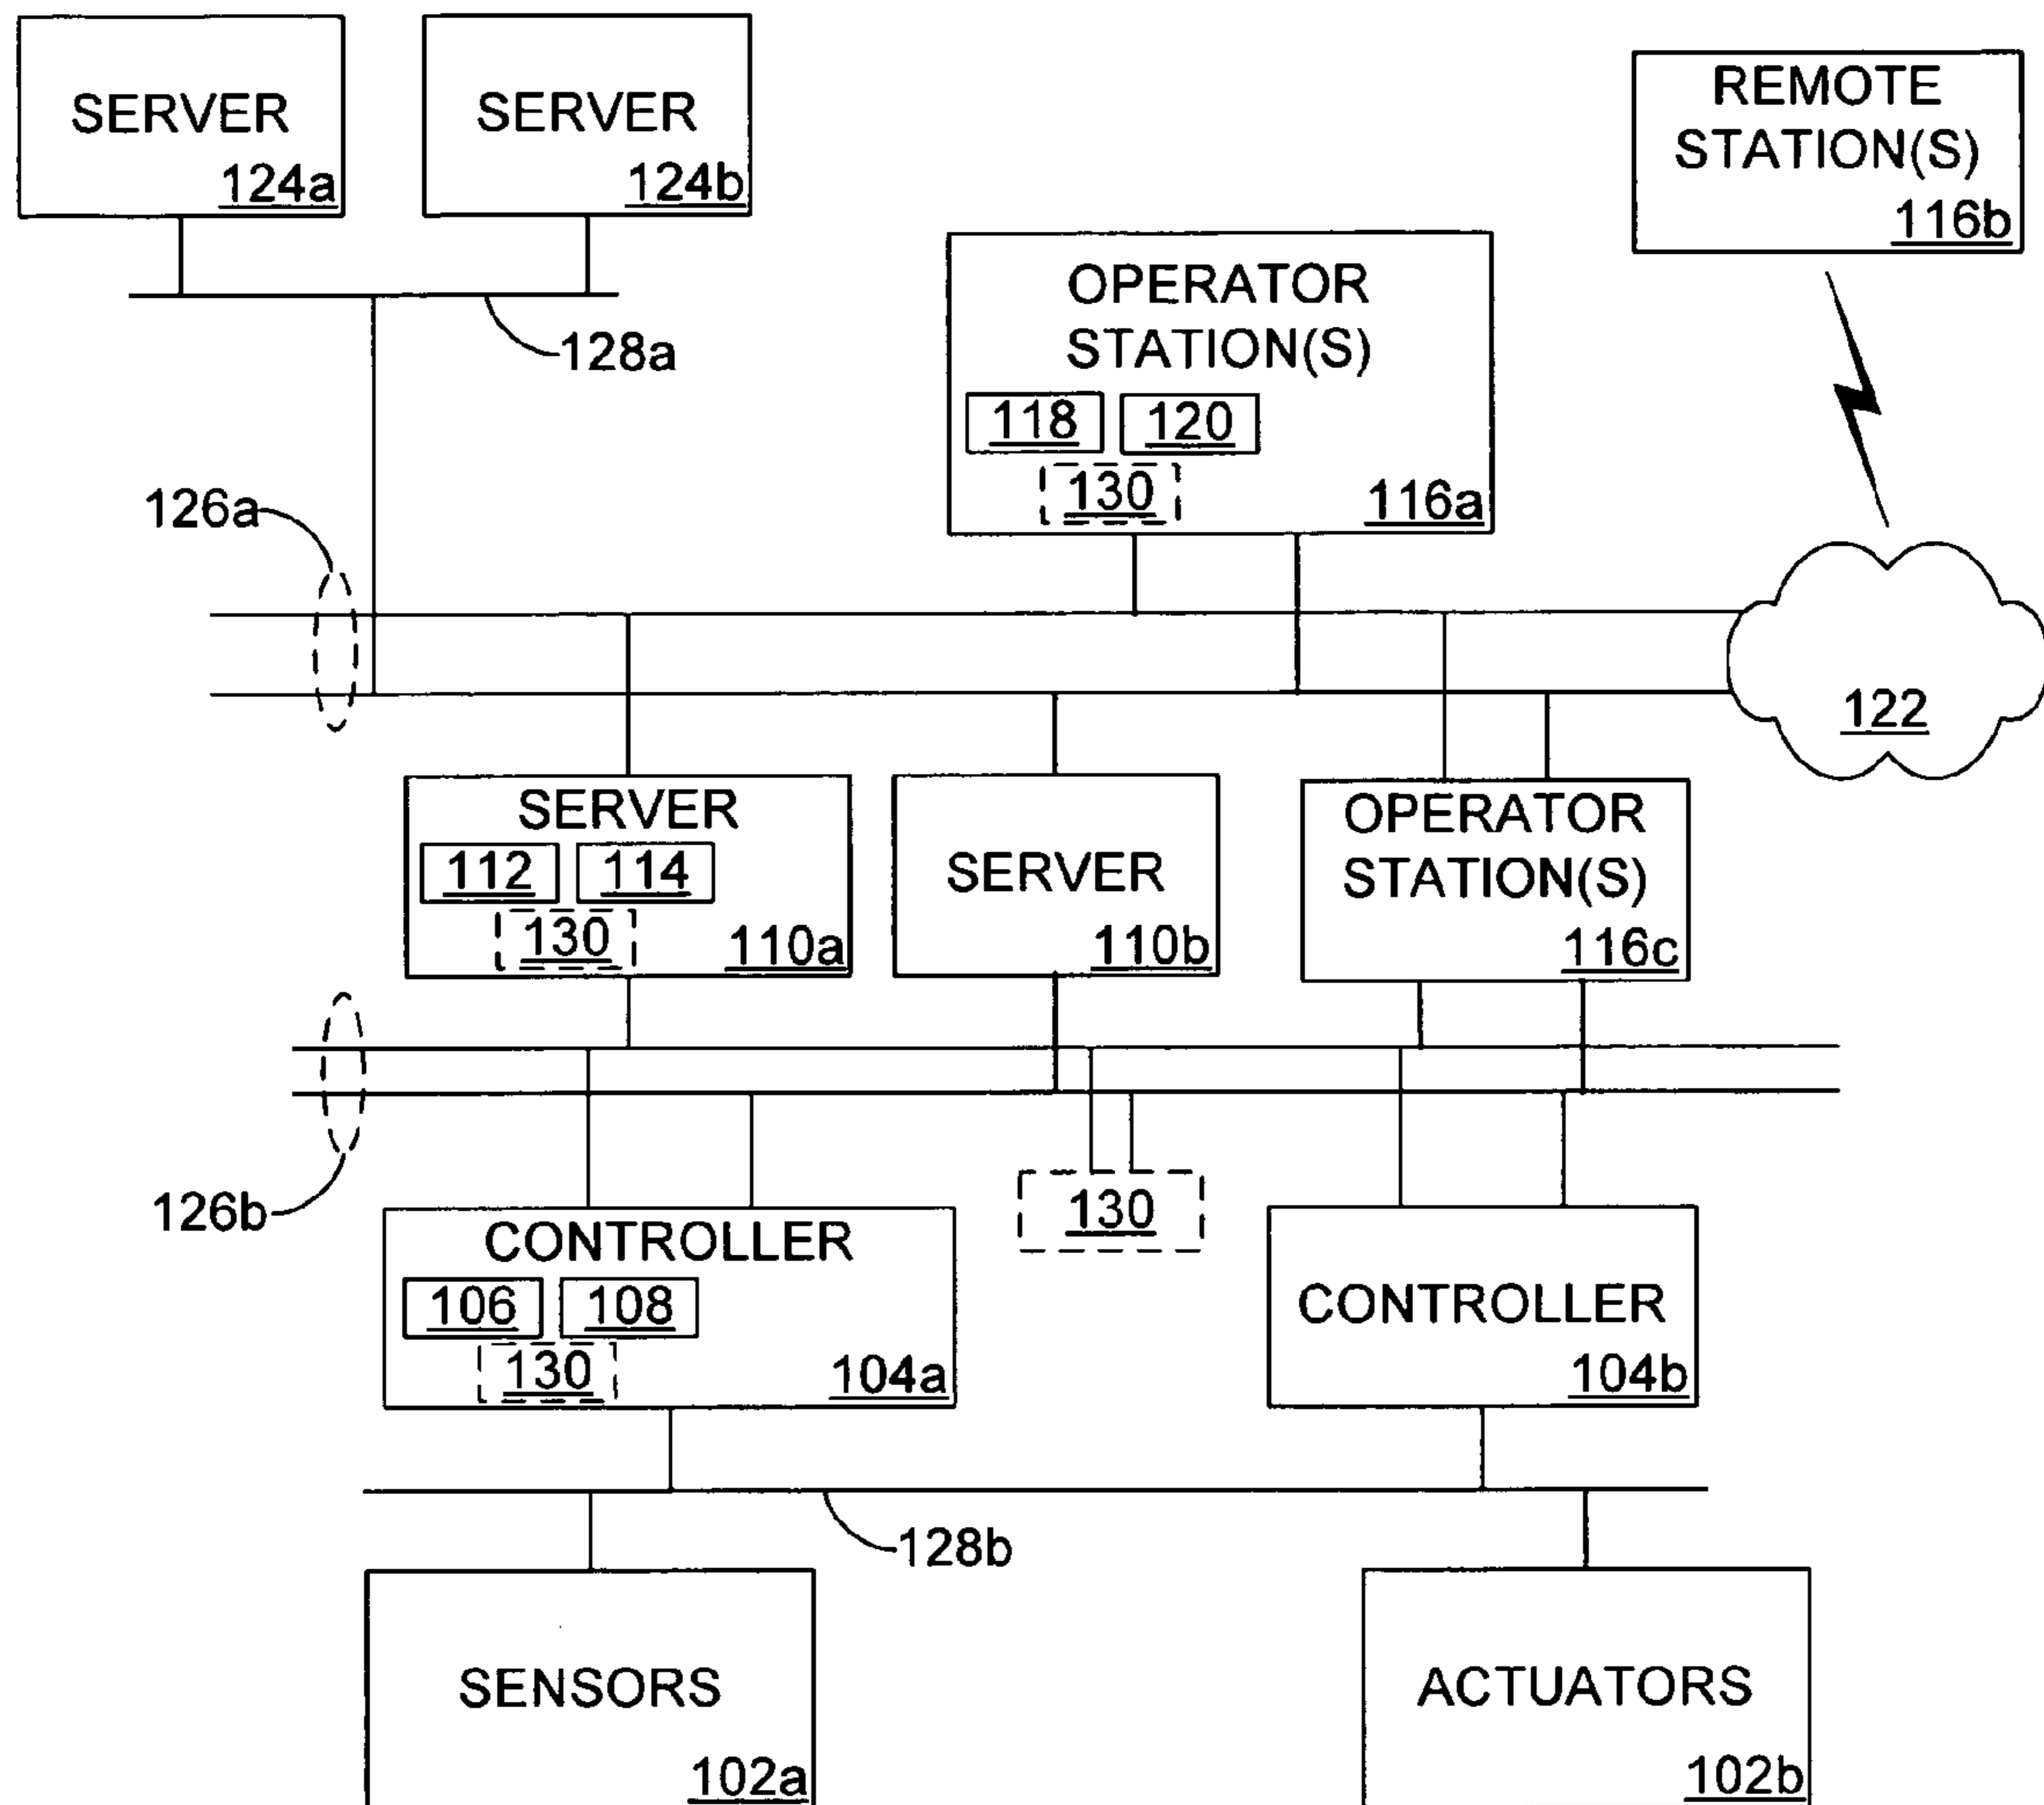 SERVER
124a
SERVER
124b
REMOTE
STATION(S)
116b
128a
OPERATOR
STATION(S)
118
120
130
116a
126a
122
SERVER
112
114
130
110a
SERVER
110b
OPERATOR
STATION(S)
116c
126b
130
CONTROLLER
106
108
130
104a
CONTROLLER
104b
128b
SENSORS
102a
ACTUATORS
102b